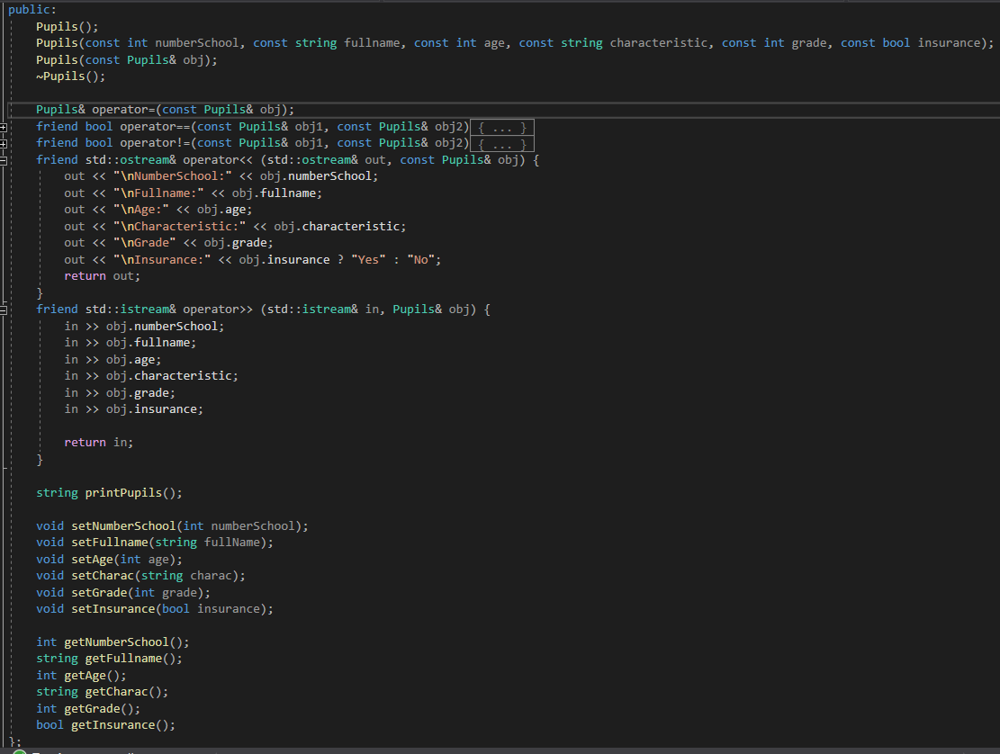 public:
Pupils();
Pupils(const int numberSchool, const string fullname, const int age, const string characteristic, const int grade, const bool insurance);
Pupils(const Pupils& obj);
~Pupils();
Pupils& operator=(const Pupils& obj);
friend bool operator==(const Pupils& obj1, const Pupils& obj2){ ... }
friend bool operator!=(const Pupils& obj1, const Pupils& obj2){ ... }
friend std::ostream& operator<< (std::ostream& out, const Pupils& obj) {
out << "\nNumberSchool:" << obj.numberSchool;
out << "\nFullname:" << obj.fullname;
out << "\nAge:" << obj.age;
out << "\nCharacteristic:" << obj.characteristic;
out << "\nGrade" << obj.grade;
out << "\nInsurance:" << obj.insurance ? "Yes" : "No";
return out;
}
friend std::istream& operator>> (std::istream& in, Pupils& obj) {
in >> obj.numberSchool;
in >> obj.fullname;
in >> obj.age;
in >> obj.characteristic;
in >> obj.grade;
in >> obj.insurance;
return in;
}
string printPupils();
void setNumberSchool(int numberSchool);
void setFullname(string fullName);
void setAge(int age);
void setCharac(string charac);
void setGrade(int grade);
void setInsurance(bool insurance);
int getNumberSchool();
string getFullname();
int getAge();
string getCharac();
int getGrade();
bool getInsurance();
};